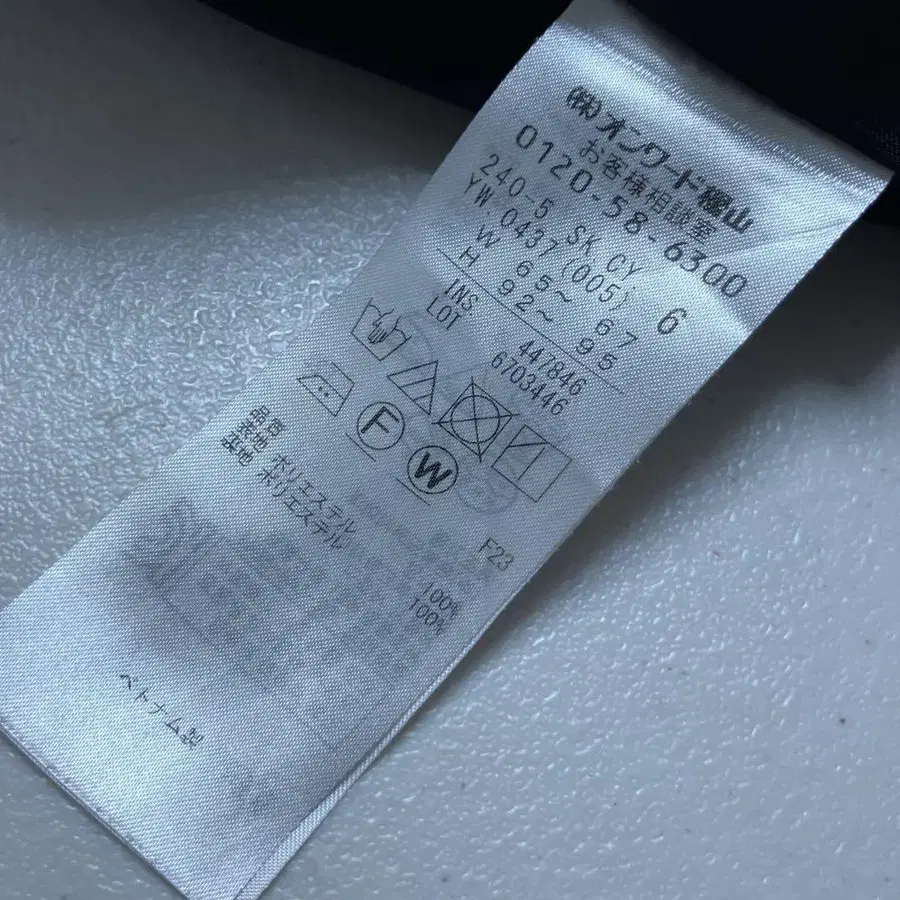 (株)オンワード樫山
お客様相談室
0120-58-6300
240-5 SK CY
YW 0437(005) 6
W 65~ 67
H 92~ 95
INS 447846
LOT 6703446
F W
F23
品質
表地 ポリエステル 100%
裏地 ポリエステル 100%
ベトナム製